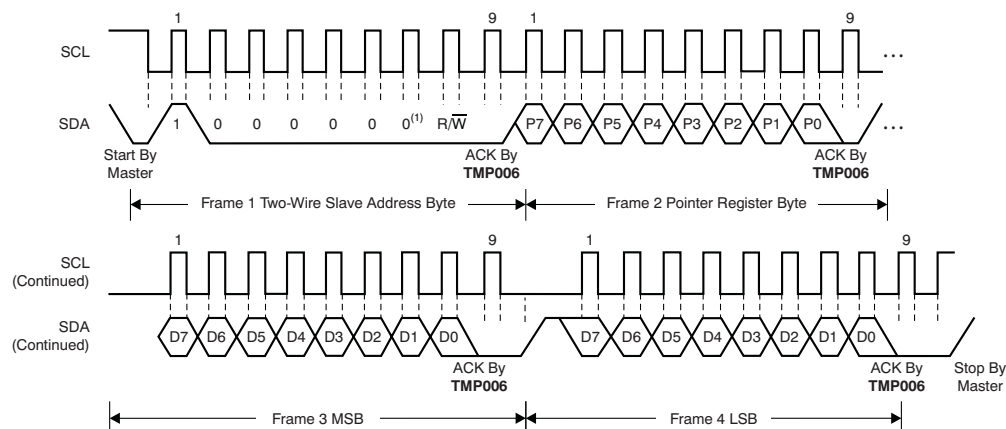 1 9 1 9
SCL ...
SDA 1 0 0 0 0 0 0(1) R/W̅ P7 P6 P5 P4 P3 P2 P1 P0 ...
Start By Master
ACK By TMP006
ACK By TMP006
Frame 1 Two-Wire Slave Address Byte
Frame 2 Pointer Register Byte
1 9 1 9
SCL (Continued)
SDA (Continued) D7 D6 D5 D4 D3 D2 D1 D0 D7 D6 D5 D4 D3 D2 D1 D0
ACK By TMP006
ACK By TMP006
Stop By Master
Frame 3 MSB
Frame 4 LSB